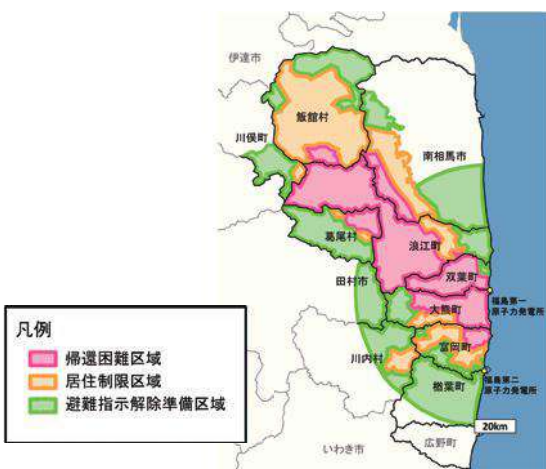 伊達市
飯舘村
川俣町
南相馬市
葛尾村
浪江町
田村市
双葉町
福島第一
原子力発電所
大熊町
富岡町
川内村
福島第二
原子力発電所
楢葉町
20km
いわき市
広野町
凡例
帰還困難区域
居住制限区域
避難指示解除準備区域